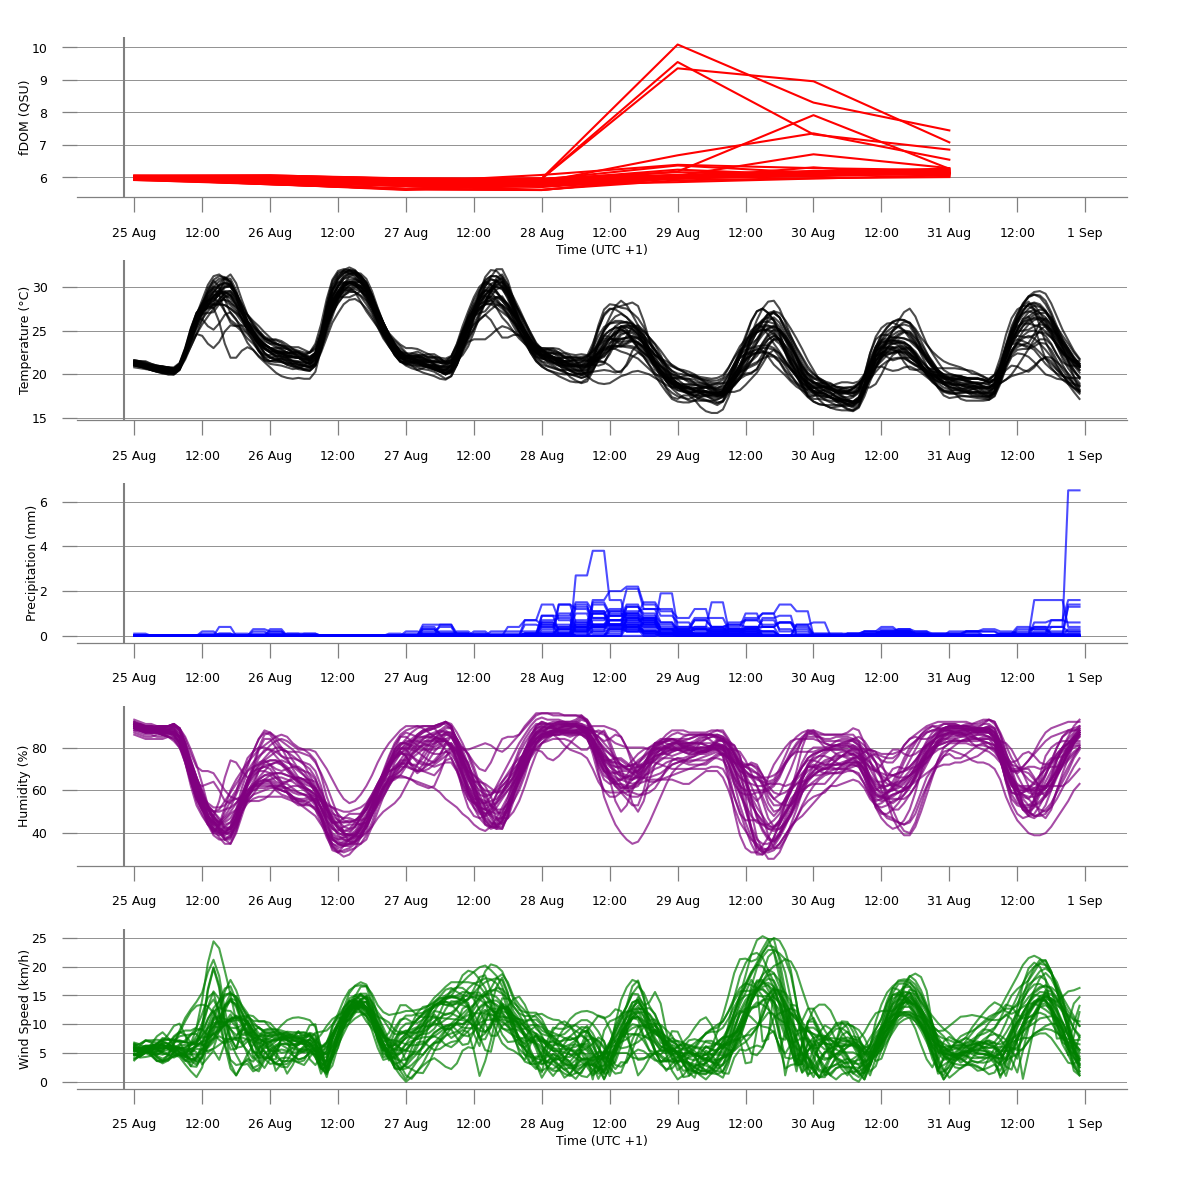 fDOM (QSU)
10
9
8
7
6
25 Aug 12:00 26 Aug 12:00 27 Aug 12:00 28 Aug 12:00 29 Aug 12:00 30 Aug 12:00 31 Aug 12:00 1 Sep
Time (UTC +1)
Temperature (°C)
30
25
20
15
25 Aug 12:00 26 Aug 12:00 27 Aug 12:00 28 Aug 12:00 29 Aug 12:00 30 Aug 12:00 31 Aug 12:00 1 Sep
Precipitation (mm)
6
4
2
0
25 Aug 12:00 26 Aug 12:00 27 Aug 12:00 28 Aug 12:00 29 Aug 12:00 30 Aug 12:00 31 Aug 12:00 1 Sep
Humidity (%)
80
60
40
25 Aug 12:00 26 Aug 12:00 27 Aug 12:00 28 Aug 12:00 29 Aug 12:00 30 Aug 12:00 31 Aug 12:00 1 Sep
Wind Speed (km/h)
25
20
15
10
5
0
25 Aug 12:00 26 Aug 12:00 27 Aug 12:00 28 Aug 12:00 29 Aug 12:00 30 Aug 12:00 31 Aug 12:00 1 Sep
Time (UTC +1)